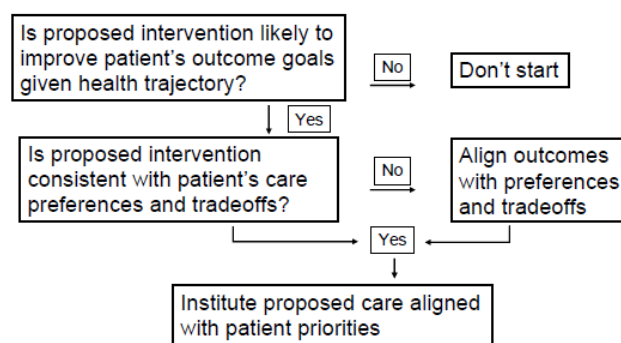 Is proposed intervention likely to
improve patient's outcome goals
given health trajectory?
No
Don't start
Yes
Is proposed intervention
consistent with patient's care
preferences and tradeoffs?
No
Align outcomes
with preferences
and tradeoffs
Yes
Institute proposed care aligned
with patient priorities